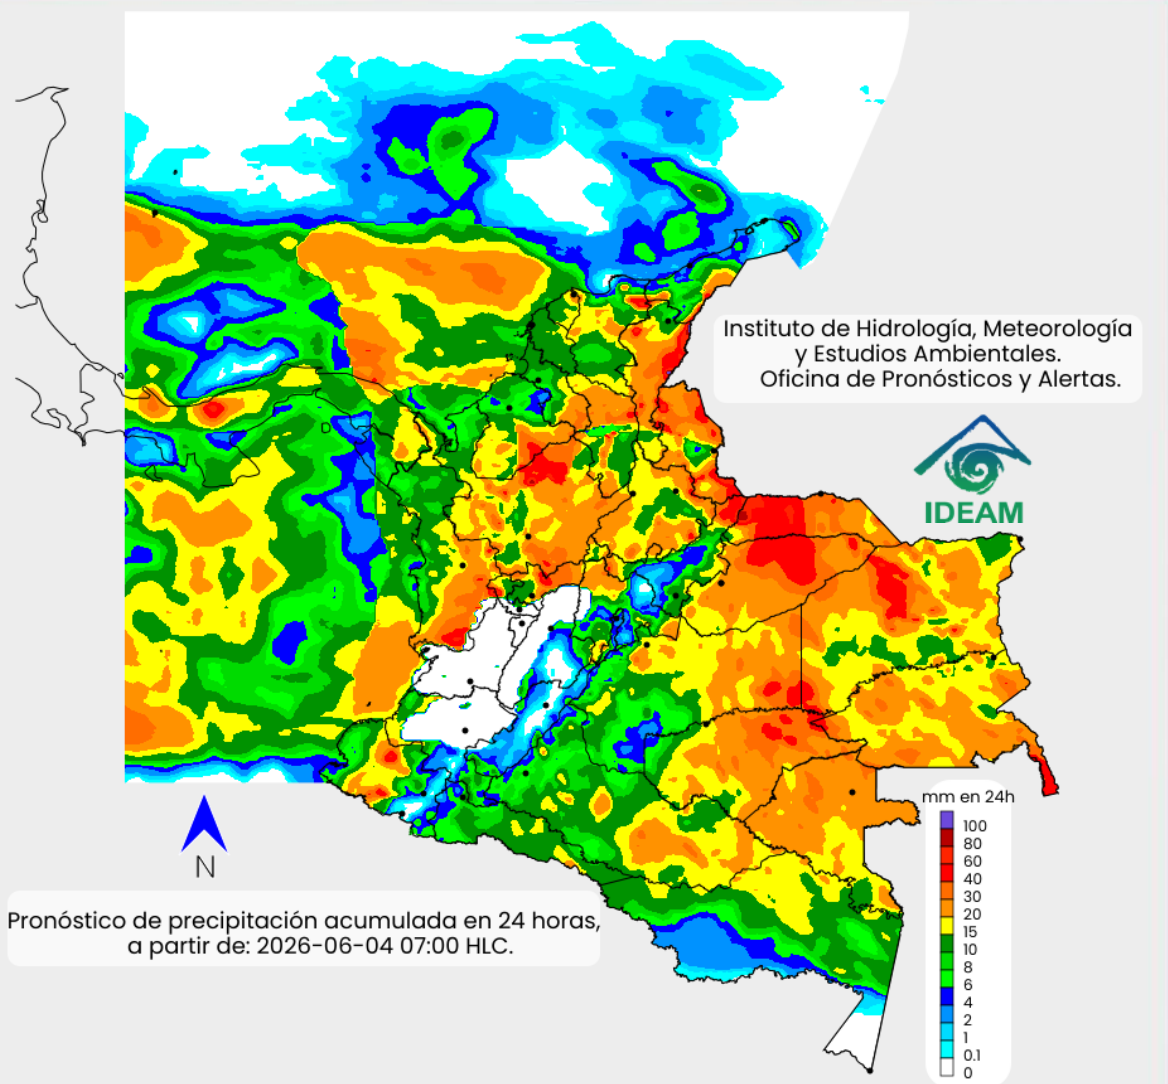 Instituto de Hidrología, Meteorología
y Estudios Ambientales.
Oficina de Pronósticos y Alertas.
IDEAM
mm en 24h
100
80
60
40
30
20
15
10
8
6
4
2
1
0.1
0
N
Pronóstico de precipitación acumulada en 24 horas,
a partir de: 2026-06-04 07:00 HLC.